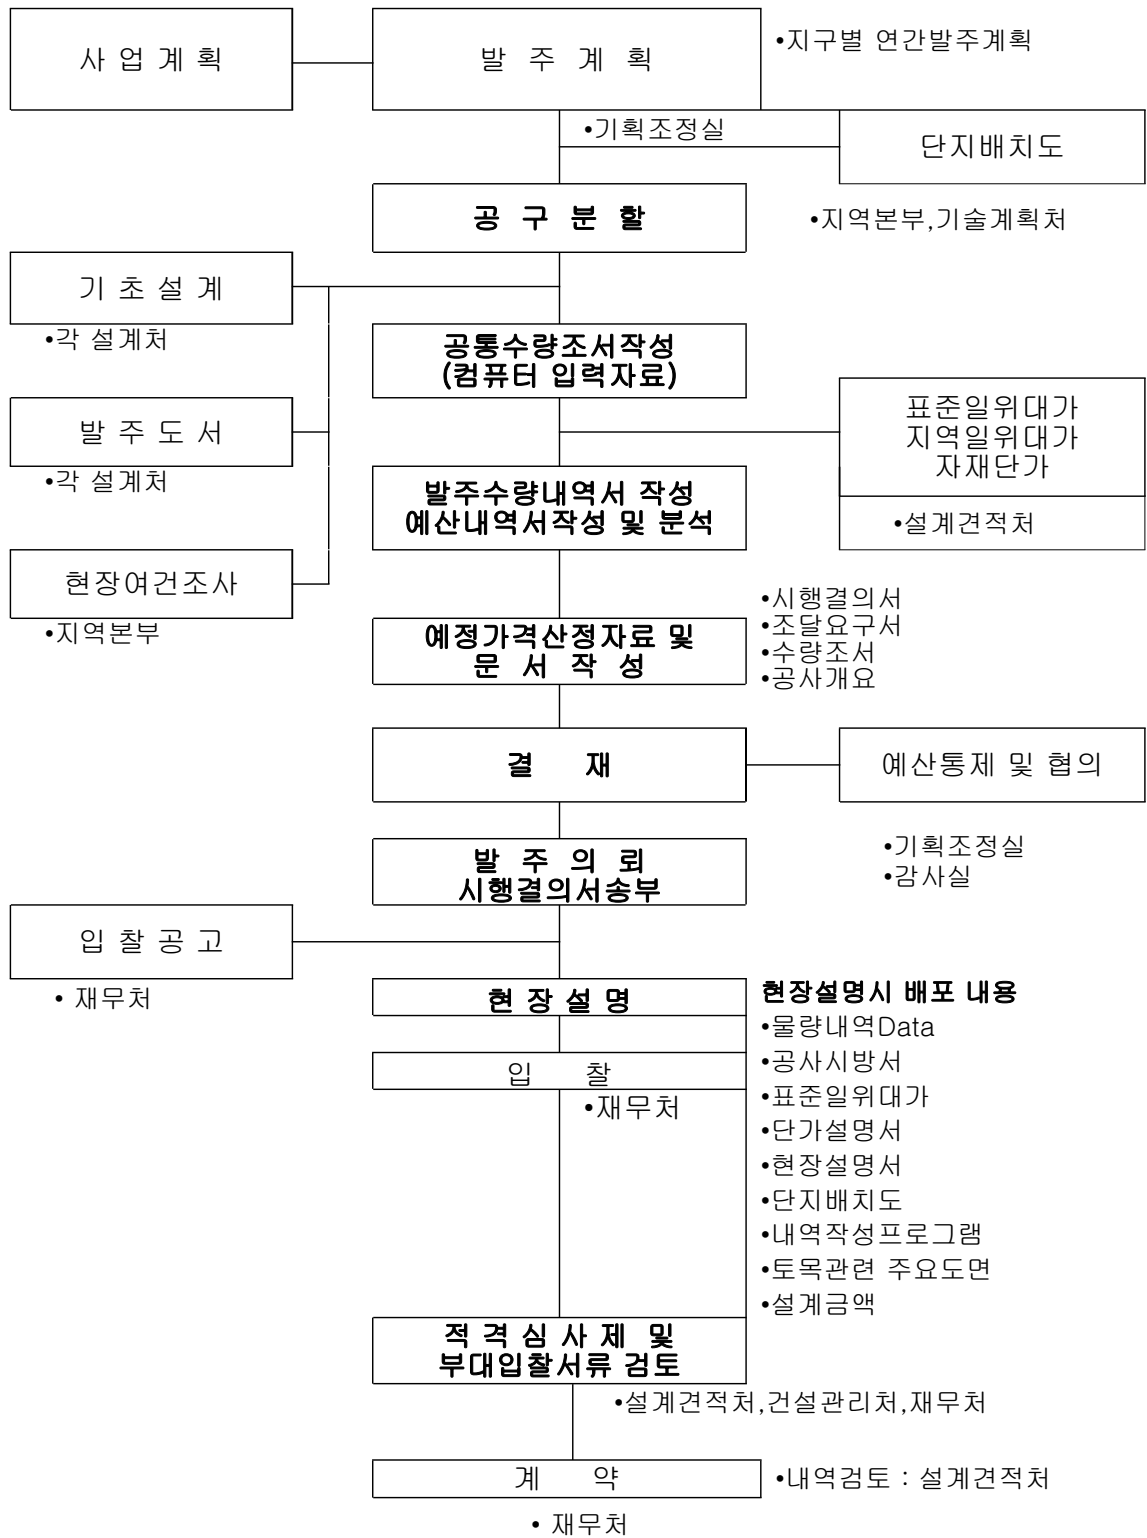 사 업 계 획
발 주 계 획
•지구별 연간발주계획
•기획조정실
단지배치도
공 구 분 할
•지역본부,기술계획처
기 초 설 계
•각 설계처
공통수량조서작성
(컴퓨터 입력자료)
표준일위대가
지역일위대가
자재단가
발 주 도 서
•각 설계처
발주수량내역서 작성
예산내역서작성 및 분석
•설계견적처
현장여건조사
•지역본부
예정가격산정자료 및
문 서 작 성
•시행결의서
•조달요구서
•수량조서
•공사개요
결 재
예산통제 및 협의
•기획조정실
•감사실
발 주 의 뢰
시행결의서송부
입 찰 공 고
• 재무처
현 장 설 명
입 찰
•재무처
현장설명시 배포 내용
•물량내역Data
•공사시방서
•표준일위대가
•단가설명서
•현장설명서
•단지배치도
•내역작성프로그램
•토목관련 주요도면
•설계금액
적 격 심 사 제 및
부대입찰서류 검토
•설계견적처,건설관리처,재무처
계 약
•내역검토 : 설계견적처
• 재무처